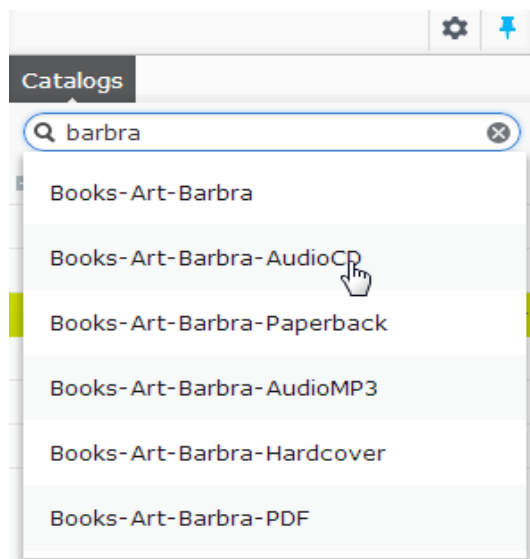 Catalogs
barbra
Books-Art-Barbra
Books-Art-Barbra-AudioCD
Books-Art-Barbra-Paperback
Books-Art-Barbra-AudioMP3
Books-Art-Barbra-Hardcover
Books-Art-Barbra-PDF